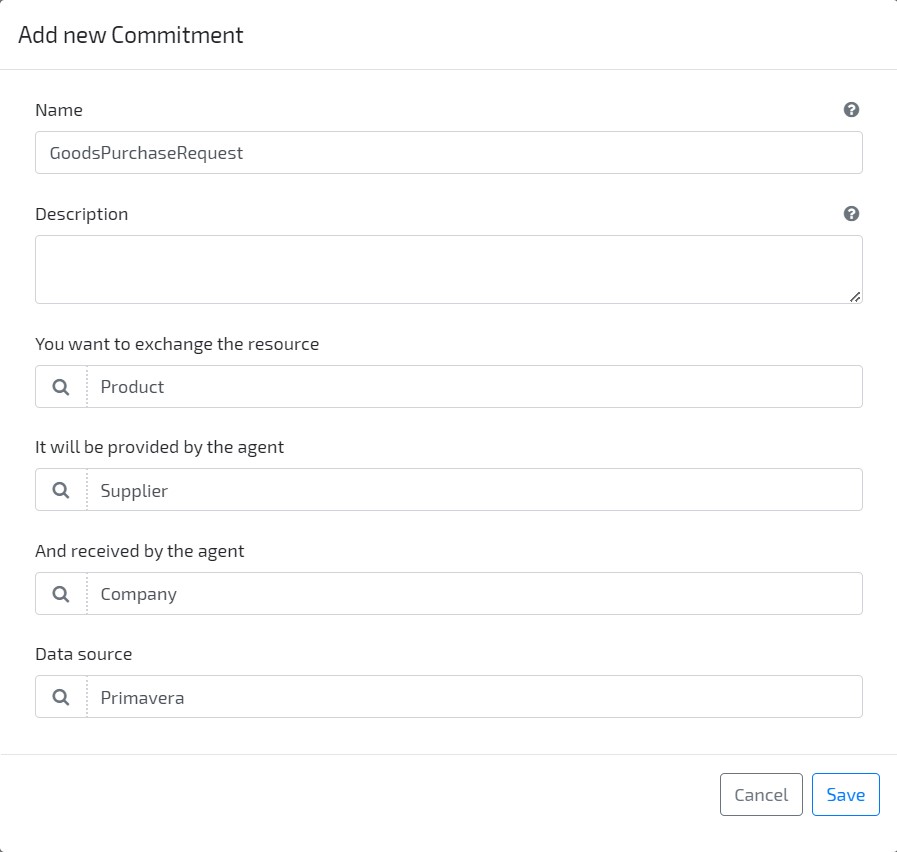 Add new Commitment
Name
GoodsPurchaseRequest
Description
You want to exchange the resource
Product
It will be provided by the agent
Supplier
And received by the agent
Company
Data source
Primavera
Cancel
Save